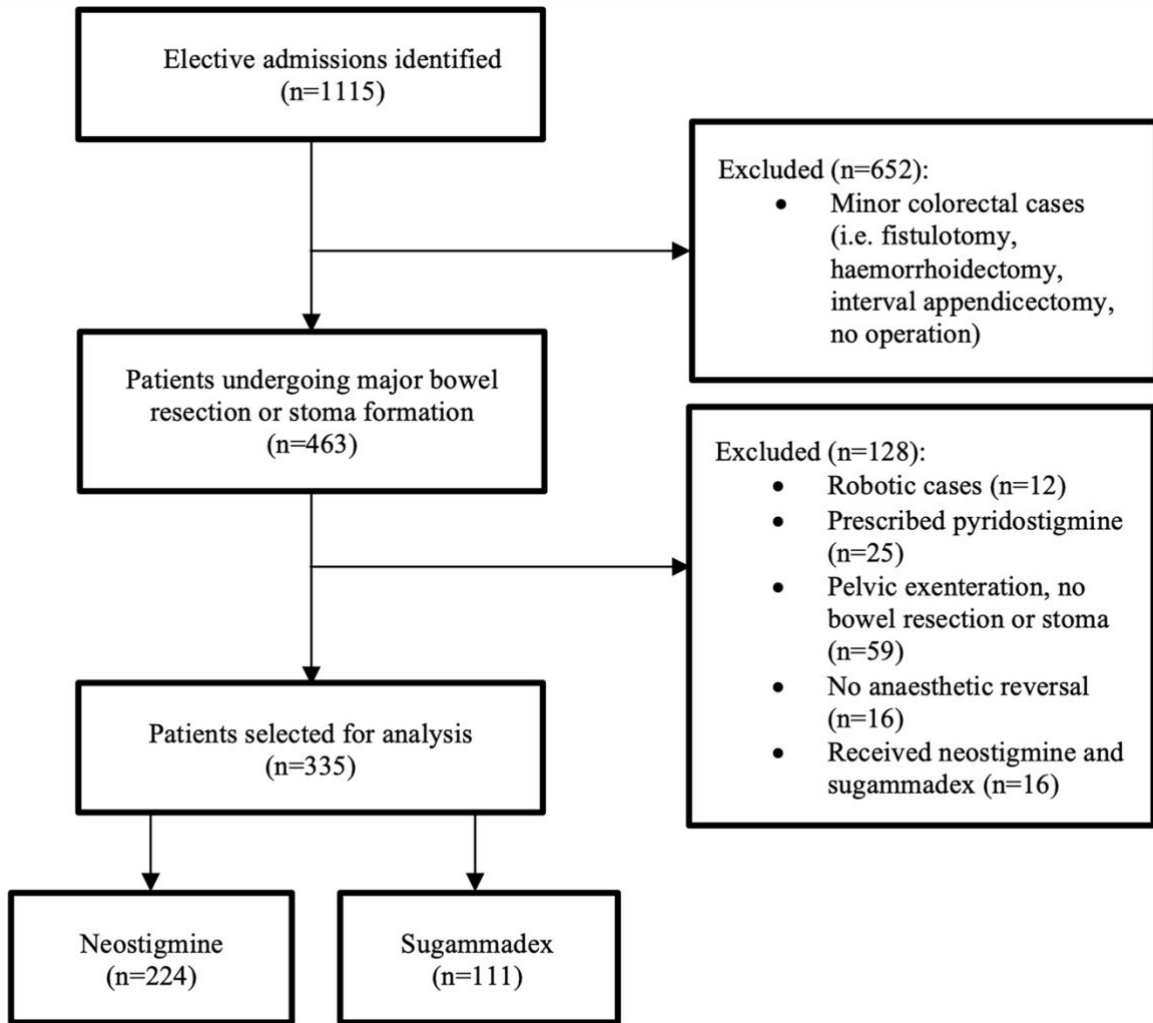 Elective admissions identified
(n=1115)
Excluded (n=652):
• Minor colorectal cases
(i.e. fistulotomy,
haemorrhoidectomy,
interval appendicectomy,
no operation)
Patients undergoing major bowel
resection or stoma formation
(n=463)
Excluded (n=128):
• Robotic cases (n=12)
• Prescribed pyridostigmine
(n=25)
• Pelvic exenteration, no
bowel resection or stoma
(n=59)
• No anaesthetic reversal
(n=16)
• Received neostigmine and
sugammadex (n=16)
Patients selected for analysis
(n=335)
Neostigmine
(n=224)
Sugammadex
(n=111)